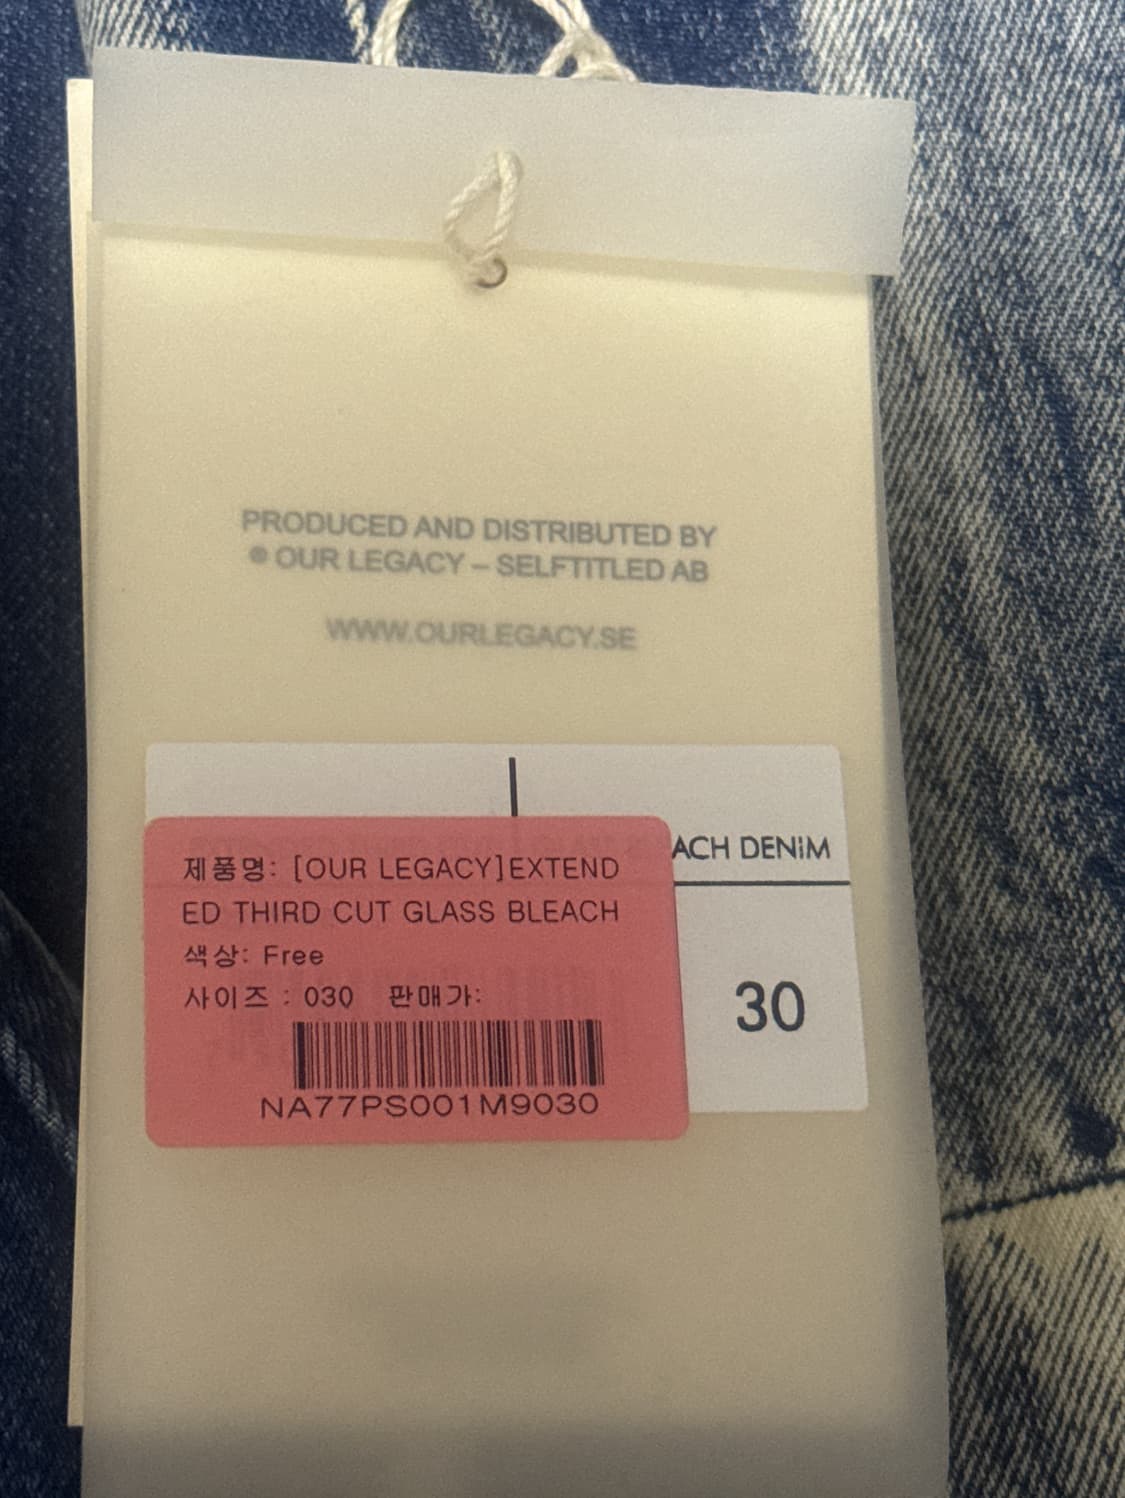 PRODUCED AND DISTRIBUTED BY
® OUR LEGACY – SELFTITLED AB
WWW.OURLEGACY.SE
ACH DENIM
제품명: [OUR LEGACY]EXTEND
ED THIRD CUT GLASS BLEACH
색상: Free
사이즈 : 030 판매가:
30
NA77PS001M9030